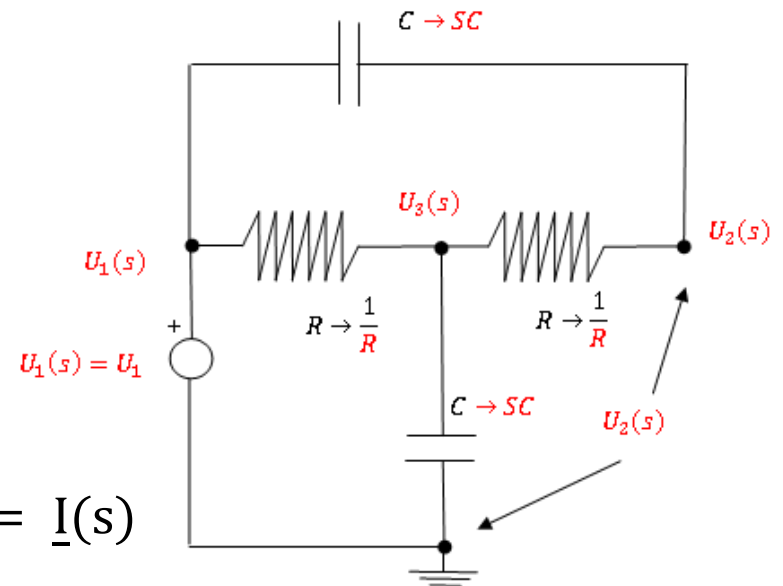 C → SC
U₃(s)
U₂(s)
U₁(s)
R → 1/R
R → 1/R
+
U₁(s) = U₁
C → SC
U₂(s)
= I(s)